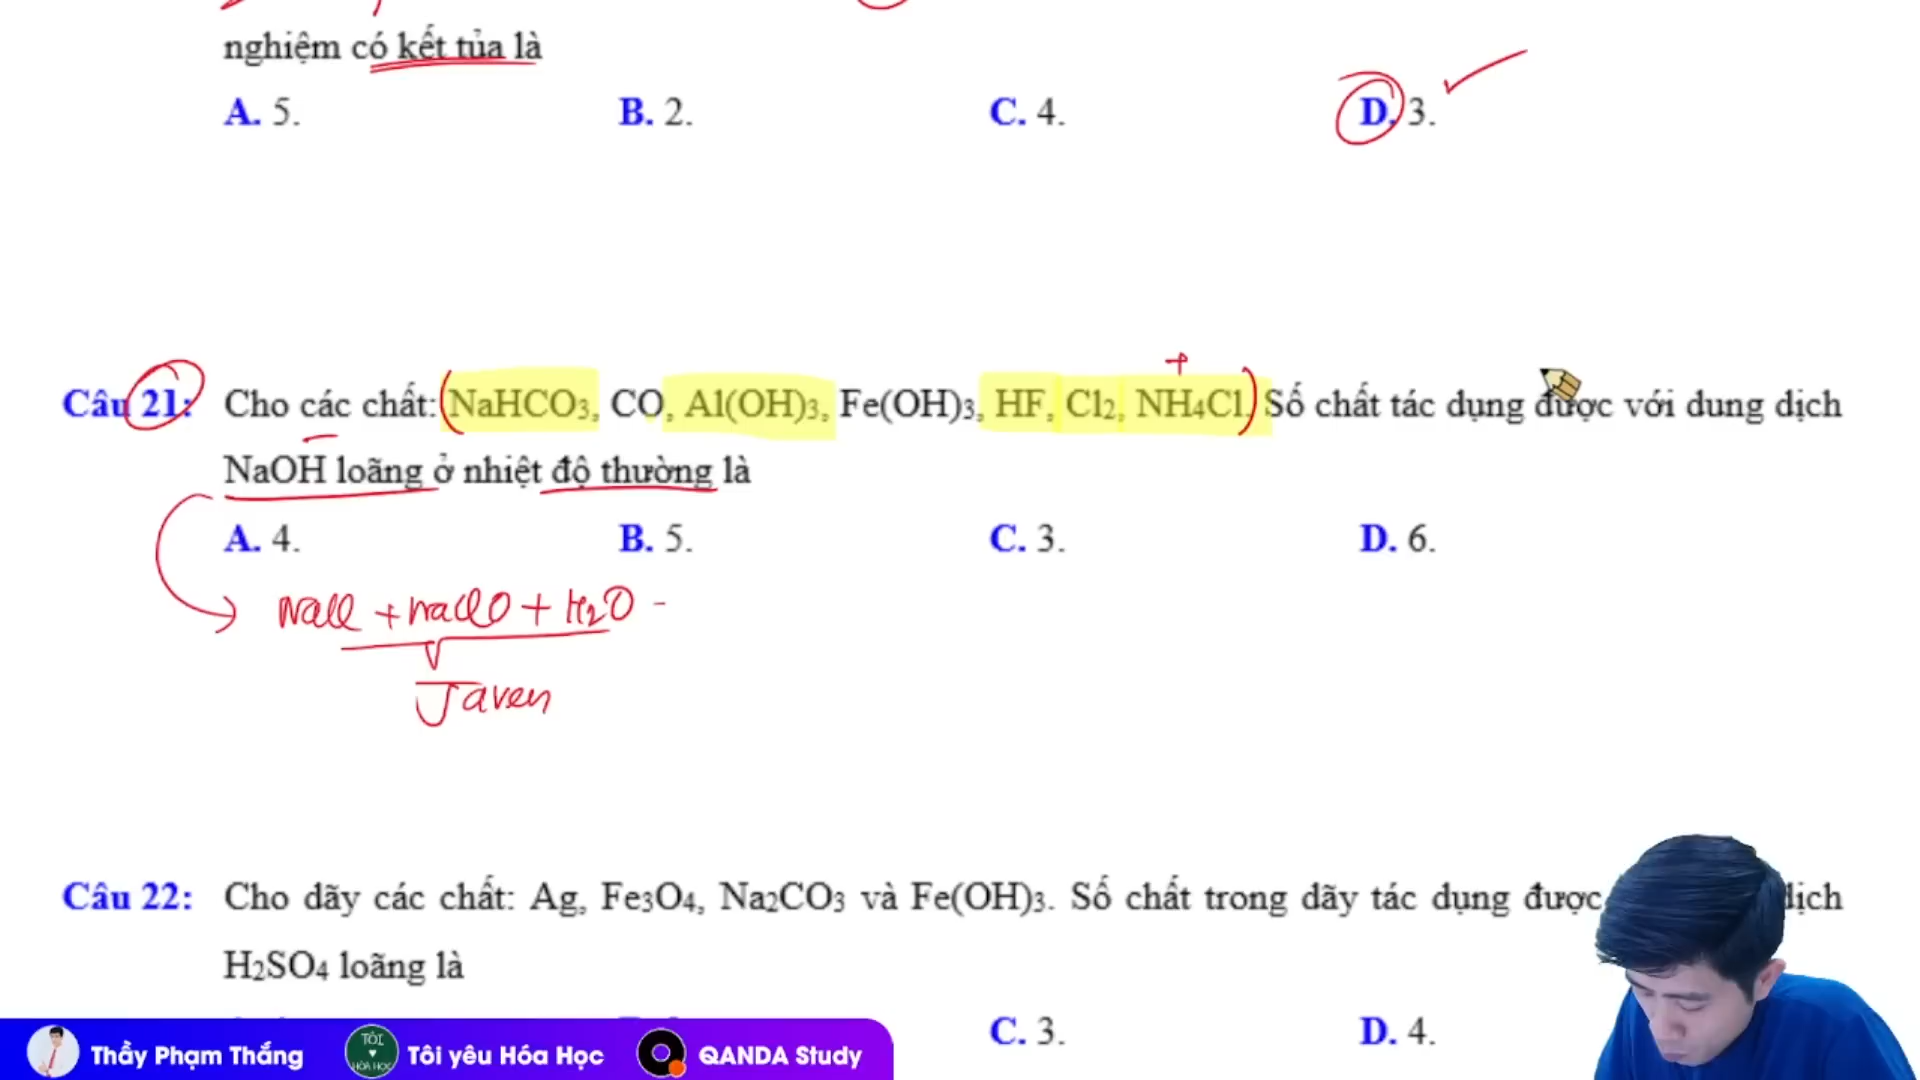 nghiệm có kết tủa là
A. 5. B. 2. C. 4. D. 3.
+
Câu 21: Cho các chất: (NaHCO3, CO, Al(OH)3, Fe(OH)3, HF, Cl2, NH4Cl) Số chất tác dụng được với dung dịch
NaOH loãng ở nhiệt độ thường là
A. 4. B. 5. C. 3. D. 6.
NaCl + NaClO + H2O -
Javen
Câu 22: Cho dãy các chất: Ag, Fe3O4, Na2CO3 và Fe(OH)3. Số chất trong dãy tác dụng được dịch
H2SO4 loãng là
C. 3. D. 4.
Thầy Phạm Thắng TÔI ♥ HÓA HỌC Tôi yêu Hóa Học QANDA Study